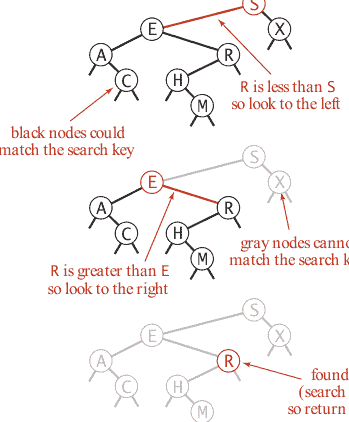 S
E
X
A
R
R is less than S
so look to the left
C
H
M
black nodes could
match the search key
S
E
X
A
R
C
H
gray nodes canno
match the search k
M
R is greater than E
so look to the right
S
E
X
A
R
found
(search
so return
C
H
M